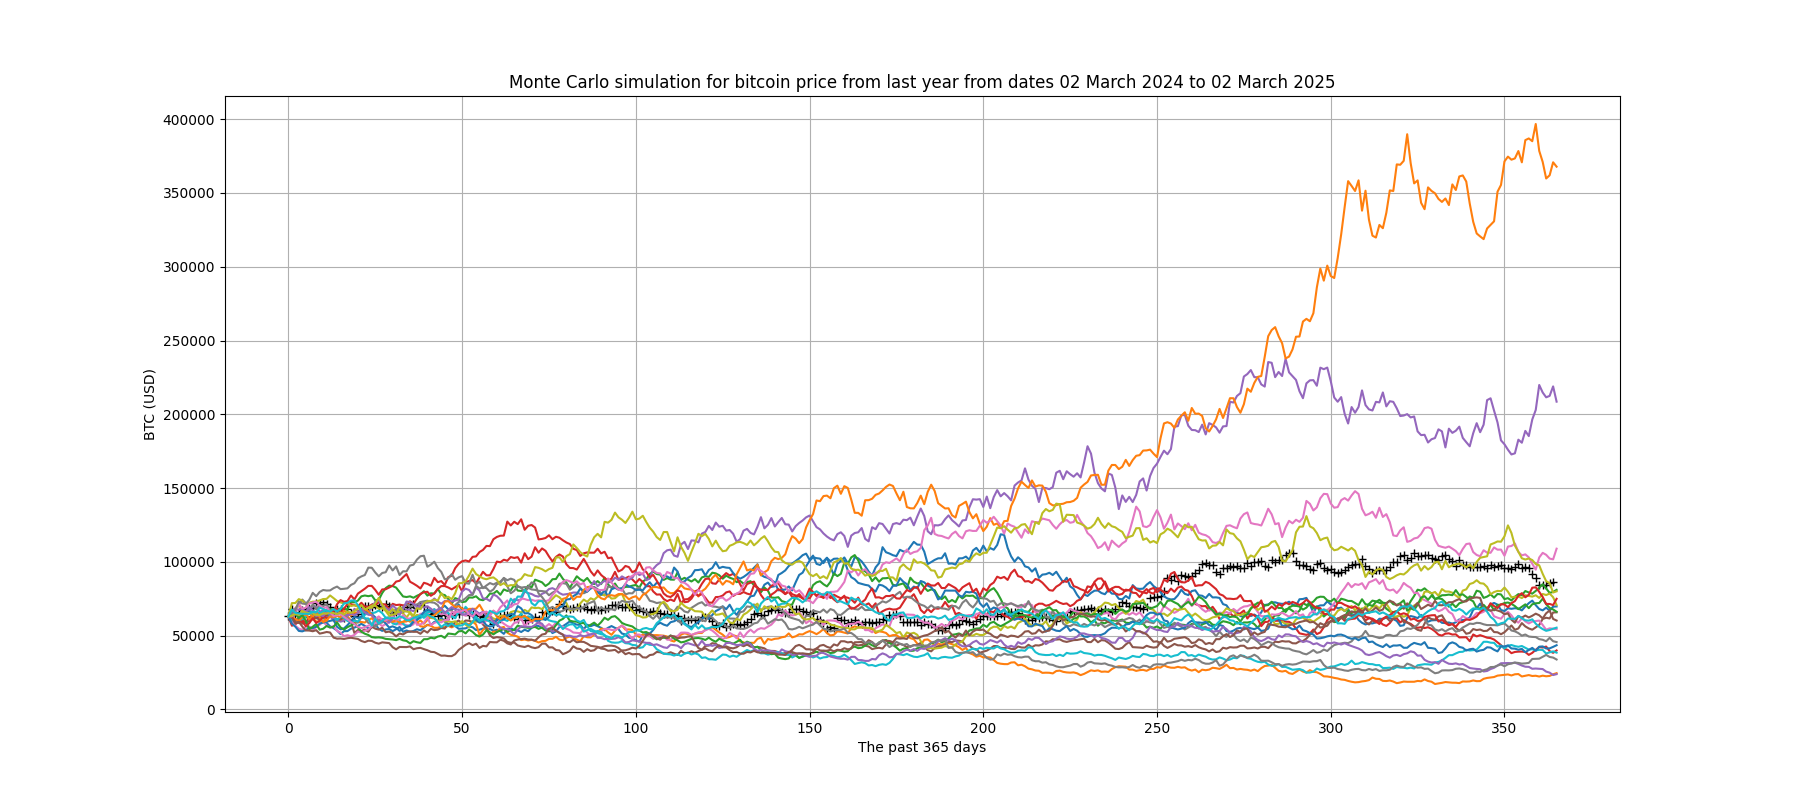 Monte Carlo simulation for bitcoin price from last year from dates 02 March 2024 to 02 March 2025
400000
350000
300000
250000
200000
150000
100000
50000
0
BTC (USD)
0 50 100 150 200 250 300 350
The past 365 days